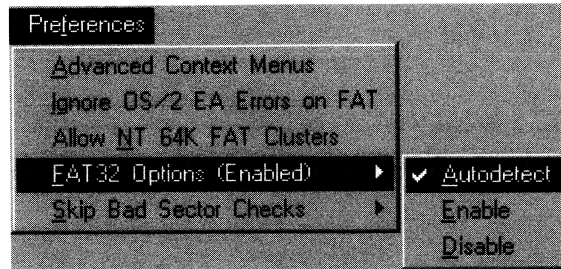 Preferences
Advanced Context Menus
Ignore OS/2 EA Errors on FAT
Allow NT 64K FAT Clusters
FAT32 Options (Enabled)
Skip Bad Sector Checks
Autodetect
Enable
Disable